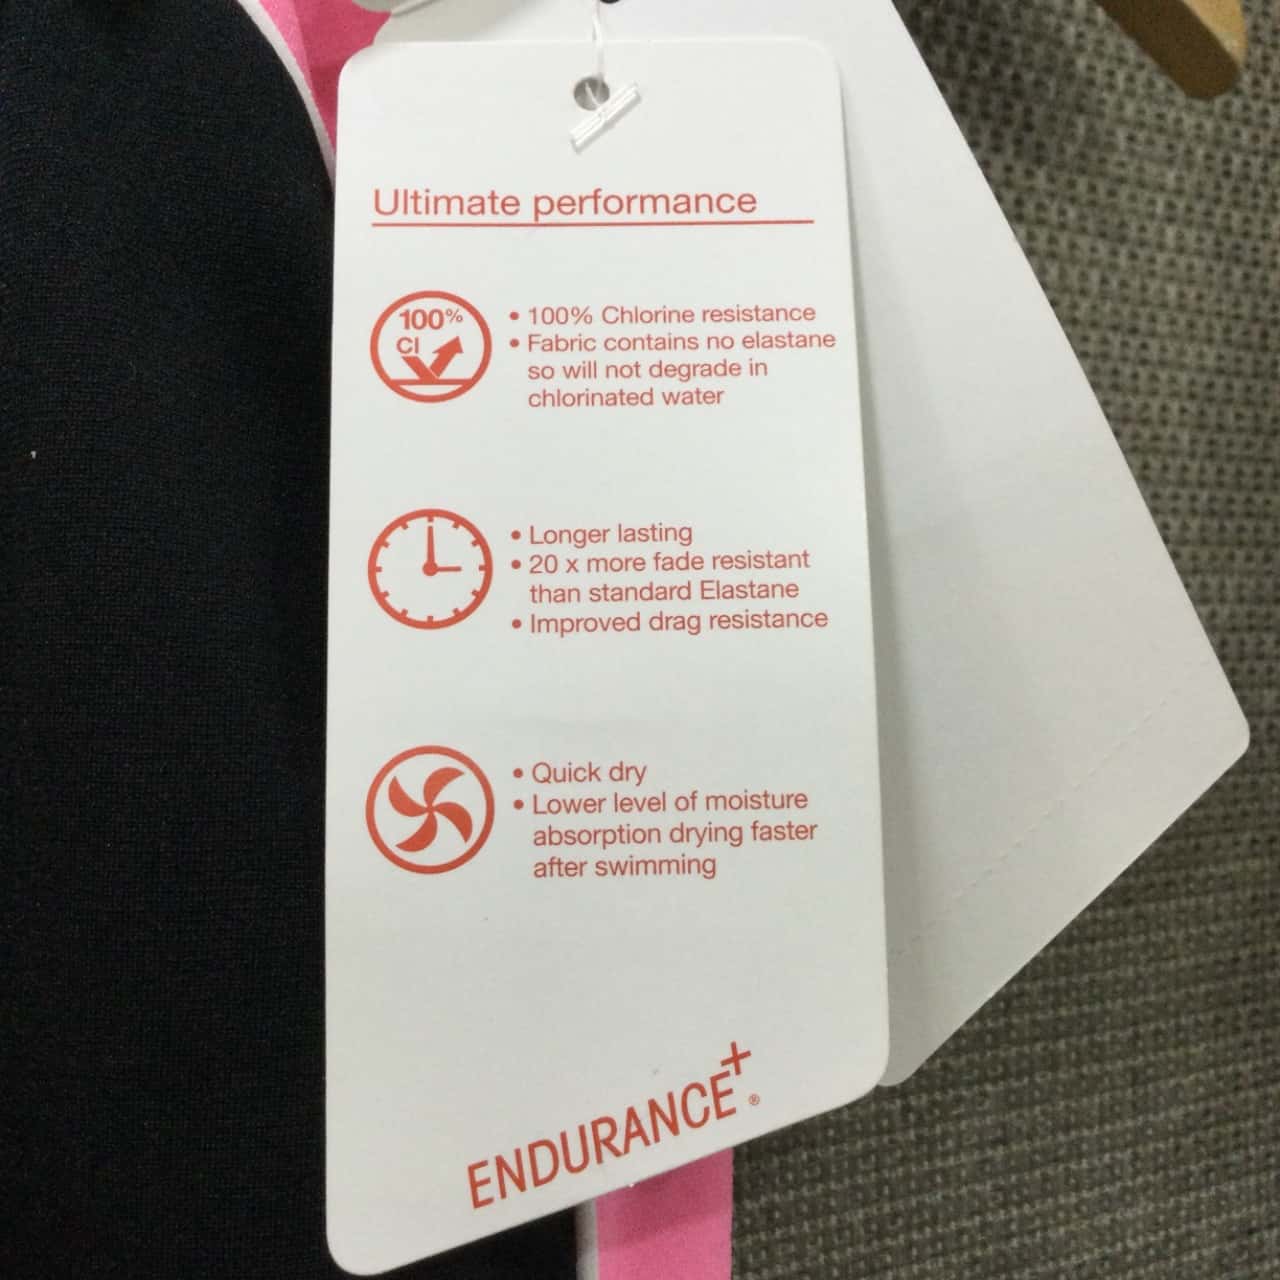 Ultimate performance
100%
Cl
• 100% Chlorine resistance
• Fabric contains no elastane
so will not degrade in
chlorinated water
• Longer lasting
• 20 x more fade resistant
than standard Elastane
• Improved drag resistance
• Quick dry
• Lower level of moisture
absorption drying faster
after swimming
ENDURANCE+®